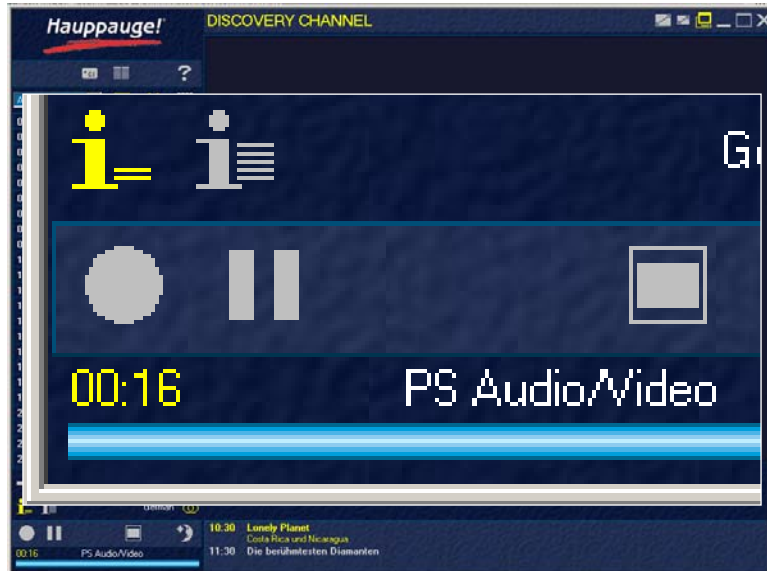 Hauppauge!
DISCOVERY CHANNEL
?
00:16 PS Audio/Video
German
10:30 Lonely Planet
Costa Rica und Nicaragua
11:30 Die berühmtesten Diamanten
00:16 PS Audio/Video